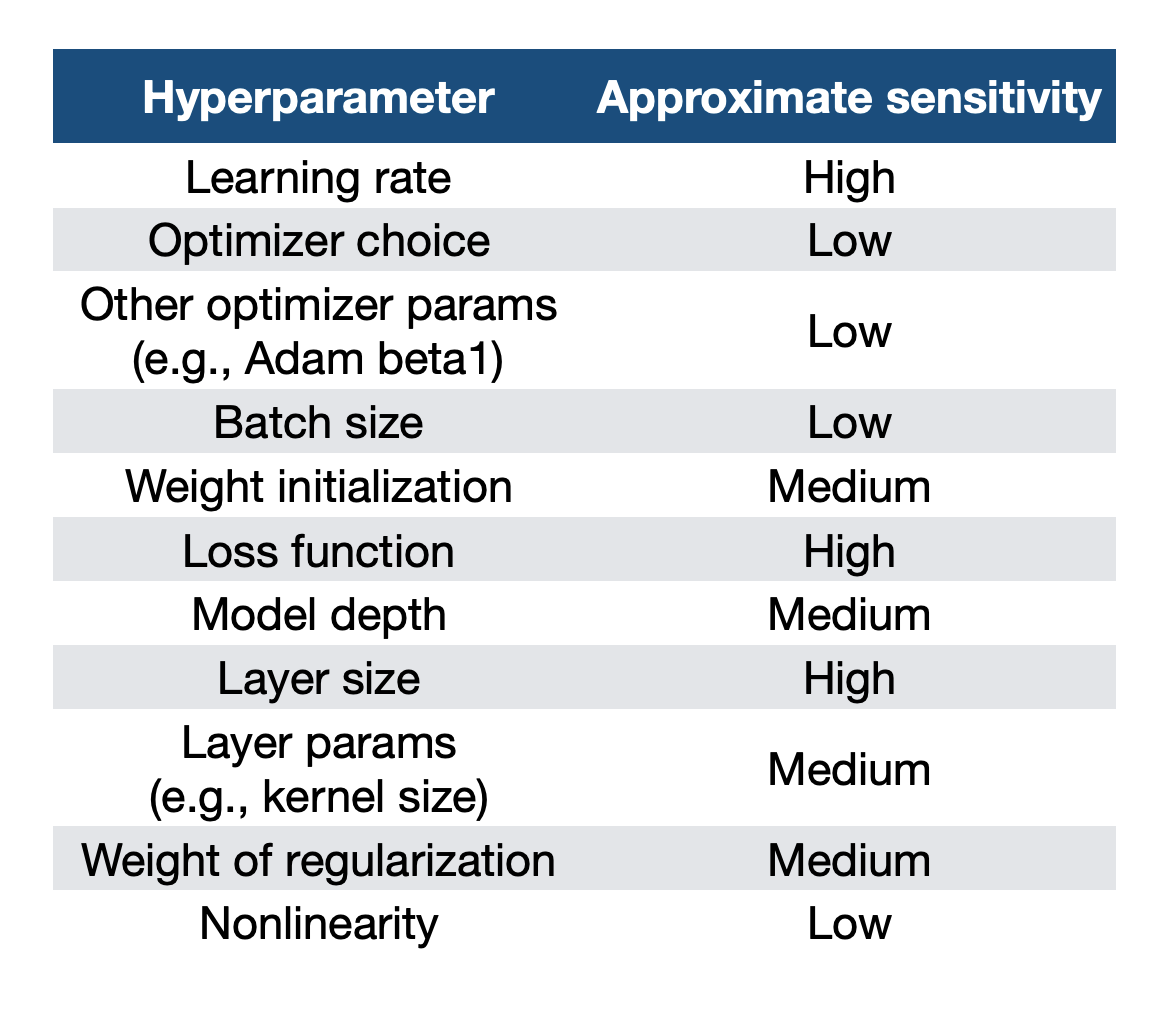 Hyperparameter Approximate sensitivity
Learning rate High
Optimizer choice Low
Other optimizer params
(e.g., Adam beta1) Low
Batch size Low
Weight initialization Medium
Loss function High
Model depth Medium
Layer size High
Layer params
(e.g., kernel size) Medium
Weight of regularization Medium
Nonlinearity Low